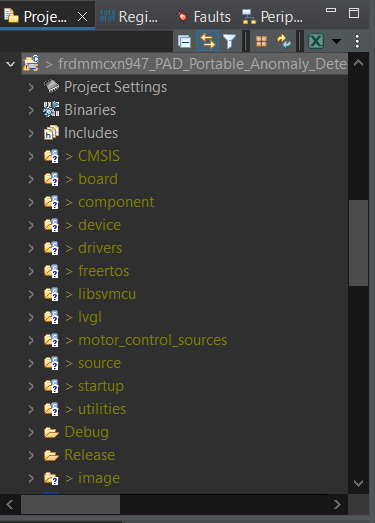 Proje... Regi... Faults Perip...
> frdmmcxn947_PAD_Portable_Anomaly_Dete
> Project Settings
> Binaries
> Includes
> > CMSIS
> > board
> > component
> > device
> > drivers
> > freertos
> > libsvmcu
> > lvgl
> > motor_control_sources
> > source
> > startup
> > utilities
> Debug
> Release
> > image